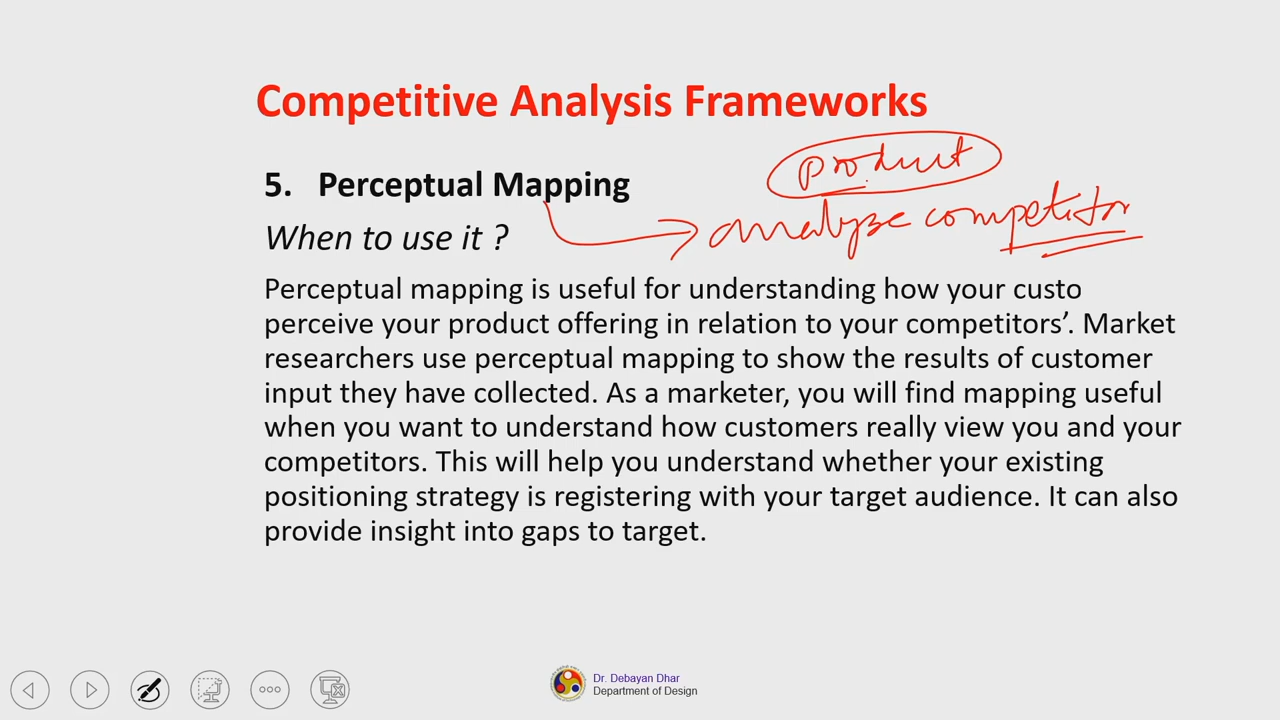 Competitive Analysis Frameworks
product
5. Perceptual Mapping
analyze competitor
When to use it ?
Perceptual mapping is useful for understanding how your custo
perceive your product offering in relation to your competitors’. Market
researchers use perceptual mapping to show the results of customer
input they have collected. As a marketer, you will find mapping useful
when you want to understand how customers really view you and your
competitors. This will help you understand whether your existing
positioning strategy is registering with your target audience. It can also
provide insight into gaps to target.
Dr. Debayan Dhar
Department of Design